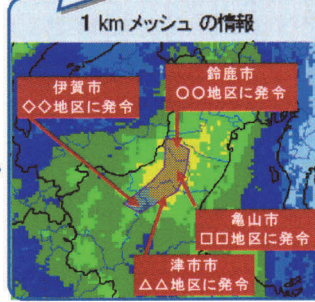 1 km メッシュ の情報
伊賀市
◇◇地区に発令
鈴鹿市
○○地区に発令
亀山市
□□地区に発令
津市市
△△地区に発令